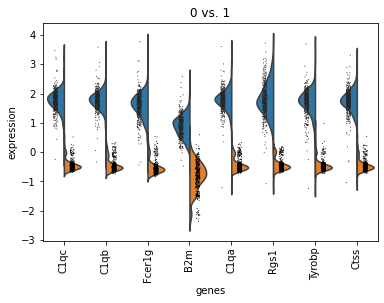 0 vs. 1
expression
4
3
2
1
0
−1
−2
−3
C1qc
C1qb
Fcer1g
B2m
C1qa
Rgs1
Tyrobp
Ctss
genes